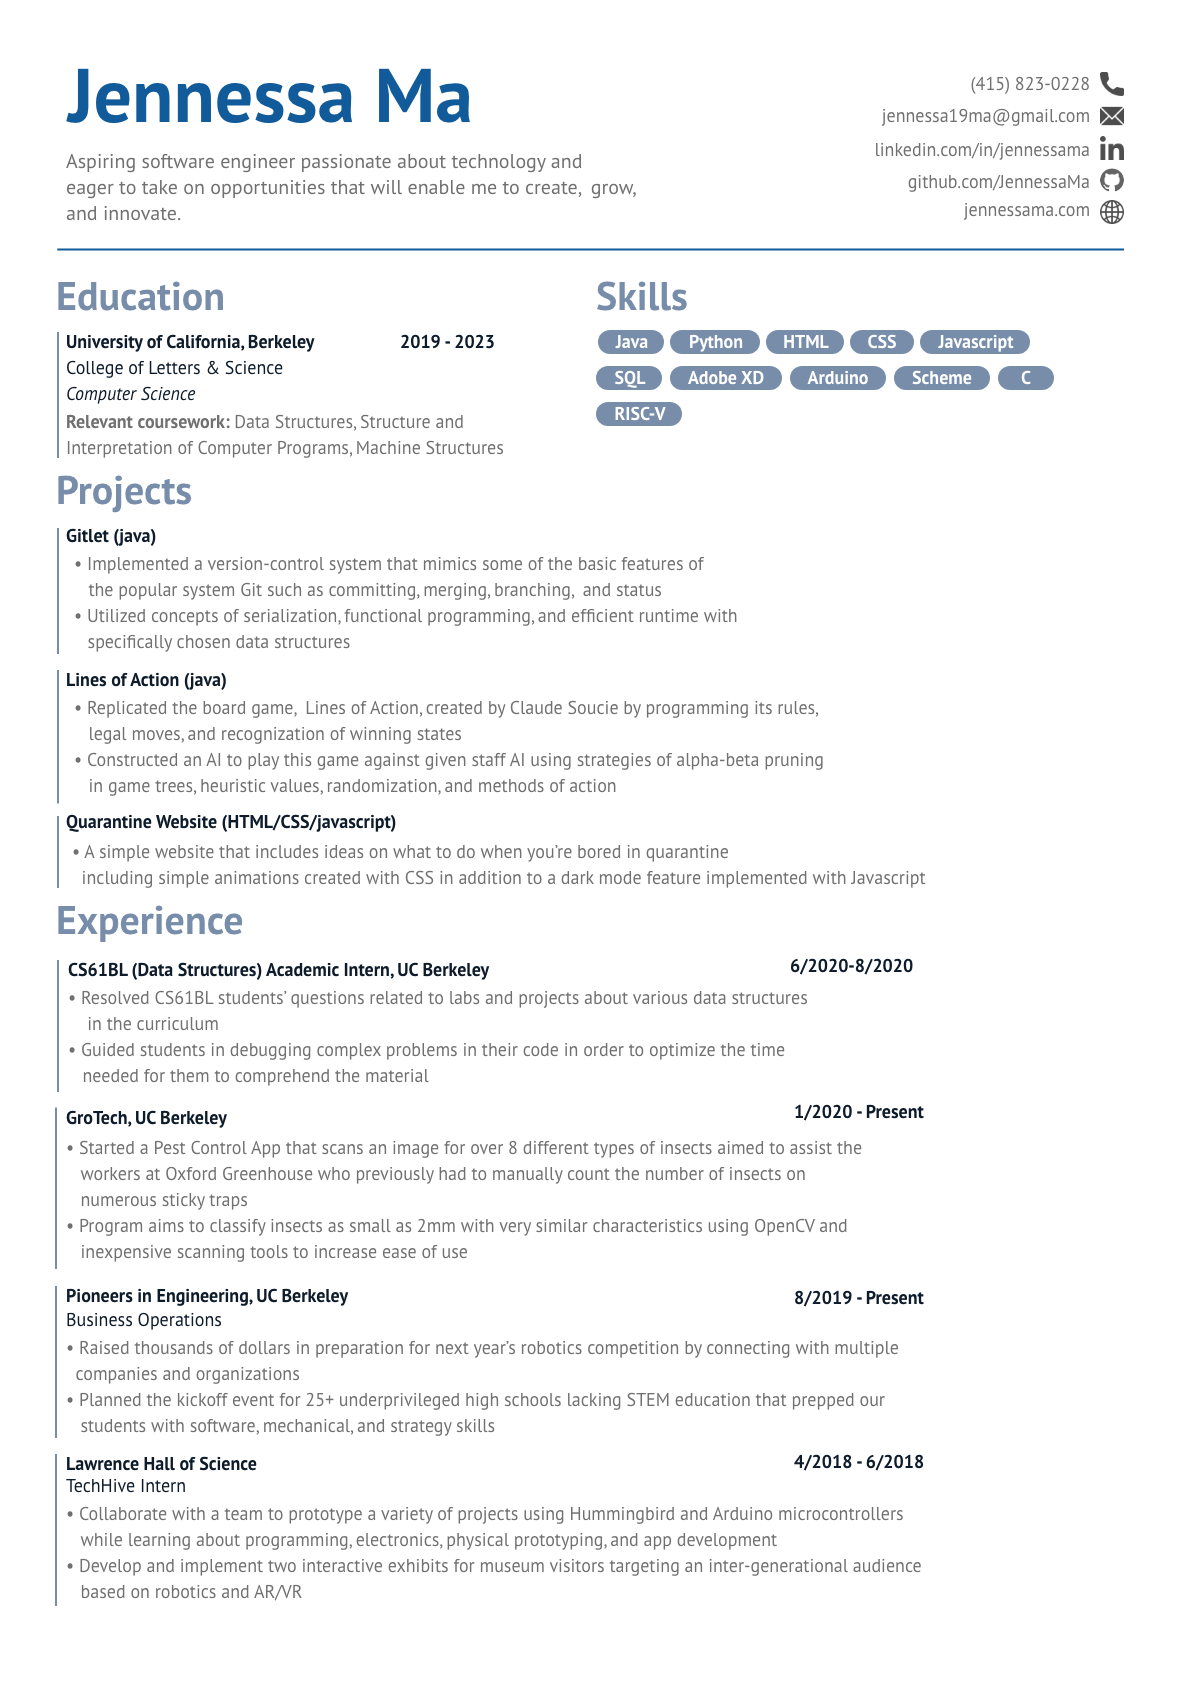 Jennessa Ma
Aspiring software engineer passionate about technology and
eager to take on opportunities that will enable me to create,  grow,
and innovate.
(415) 823-0228
jennessa19ma@gmail.com
linkedin.com/in/jennessama
github.com/JennessaMa
jennessama.com
Education
University of California, Berkeley 2019 - 2023
College of Letters & Science
Computer Science
Relevant coursework: Data Structures, Structure and
Interpretation of Computer Programs, Machine Structures
Skills
Java Python HTML CSS Javascript
SQL Adobe XD Arduino Scheme C
RISC-V
Projects
Gitlet (java)
• Implemented a version-control system that mimics some of the basic features of
the popular system Git such as committing, merging, branching,  and status
• Utilized concepts of serialization, functional programming, and efficient runtime with
specifically chosen data structures
Lines of Action (java)
• Replicated the board game,  Lines of Action, created by Claude Soucie by programming its rules,
legal moves, and recognization of winning states
• Constructed an AI to play this game against given staff AI using strategies of alpha-beta pruning
in game trees, heuristic values, randomization, and methods of action
Quarantine Website (HTML/CSS/javascript)
• A simple website that includes ideas on what to do when you’re bored in quarantine
including simple animations created with CSS in addition to a dark mode feature implemented with Javascript
Experience
CS61BL (Data Structures) Academic Intern, UC Berkeley 6/2020-8/2020
• Resolved CS61BL students’ questions related to labs and projects about various data structures
in the curriculum
• Guided students in debugging complex problems in their code in order to optimize the time
needed for them to comprehend the material
GroTech, UC Berkeley 1/2020 - Present
• Started a Pest Control App that scans an image for over 8 different types of insects aimed to assist the
workers at Oxford Greenhouse who previously had to manually count the number of insects on
numerous sticky traps
• Program aims to classify insects as small as 2mm with very similar characteristics using OpenCV and
inexpensive scanning tools to increase ease of use
Pioneers in Engineering, UC Berkeley 8/2019 - Present
Business Operations
• Raised thousands of dollars in preparation for next year’s robotics competition by connecting with multiple
companies and organizations
• Planned the kickoff event for 25+ underprivileged high schools lacking STEM education that prepped our
students with software, mechanical, and strategy skills
Lawrence Hall of Science 4/2018 - 6/2018
TechHive Intern
• Collaborate with a team to prototype a variety of projects using Hummingbird and Arduino microcontrollers
while learning about programming, electronics, physical prototyping, and app development
• Develop and implement two interactive exhibits for museum visitors targeting an inter-generational audience
based on robotics and AR/VR